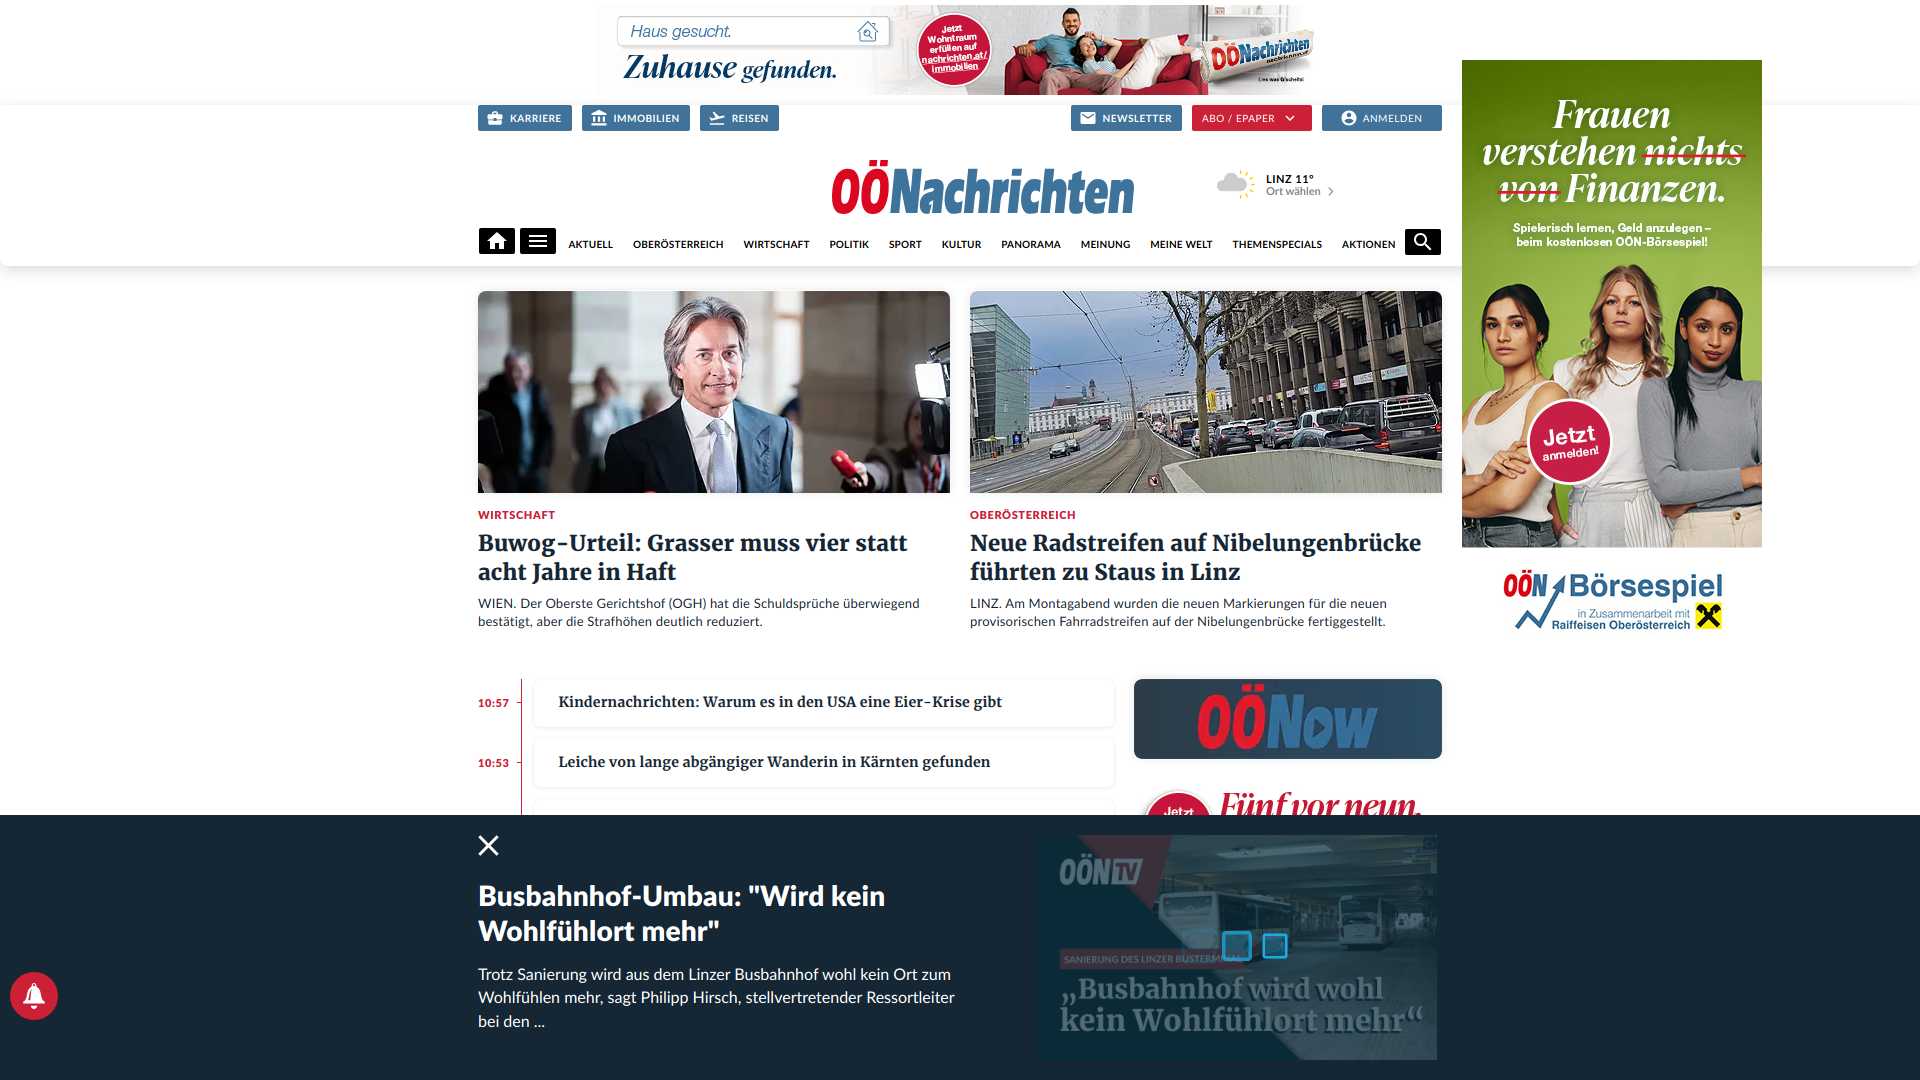 Haus gesucht.
Zuhause gefunden.
Jetzt
Wohntraum
erfüllen auf
nachrichten.at/
immobilien
OÖNachrichten
Lies was G'scheits!
KARRIERE
IMMOBILIEN
REISEN
NEWSLETTER
ABO / EPAPER
ANMELDEN
OÖNachrichten
LINZ 11°
Ort wählen
AKTUELL
OBERÖSTERREICH
WIRTSCHAFT
POLITIK
SPORT
KULTUR
PANORAMA
MEINUNG
MEINE WELT
THEMENSPECIALS
AKTIONEN
Frauen
verstehen nichts
von Finanzen.
Spielerisch lernen, Geld anzulegen –
beim kostenlosen OÖN-Börsespiel!
Jetzt
anmelden!
OÖN Börsespiel
in Zusammenarbeit mit
Raiffeisen Oberösterreich
WIRTSCHAFT
Buwog-Urteil: Grasser muss vier statt
acht Jahre in Haft
WIEN. Der Oberste Gerichtshof (OGH) hat die Schuldsprüche überwiegend
bestätigt, aber die Strafhöhen deutlich reduziert.
OBERÖSTERREICH
Neue Radstreifen auf Nibelungenbrücke
führten zu Staus in Linz
LINZ. Am Montagabend wurden die neuen Markierungen für die neuen
provisorischen Fahrradstreifen auf der Nibelungenbrücke fertiggestellt.
10:57
Kindernachrichten: Warum es in den USA eine Eier-Krise gibt
10:53
Leiche von lange abgängiger Wanderin in Kärnten gefunden
OÖNow
Jetzt
Fünf vor neun.
Busbahnhof-Umbau: "Wird kein
Wohlfühlort mehr"
Trotz Sanierung wird aus dem Linzer Busbahnhof wohl kein Ort zum
Wohlfühlen mehr, sagt Philipp Hirsch, stellvertretender Ressortleiter
bei den ...
OÖN TV
SANIERUNG DES LINZER BUSTERMINAL
„Busbahnhof wird wohl
kein Wohlfühlort mehr“